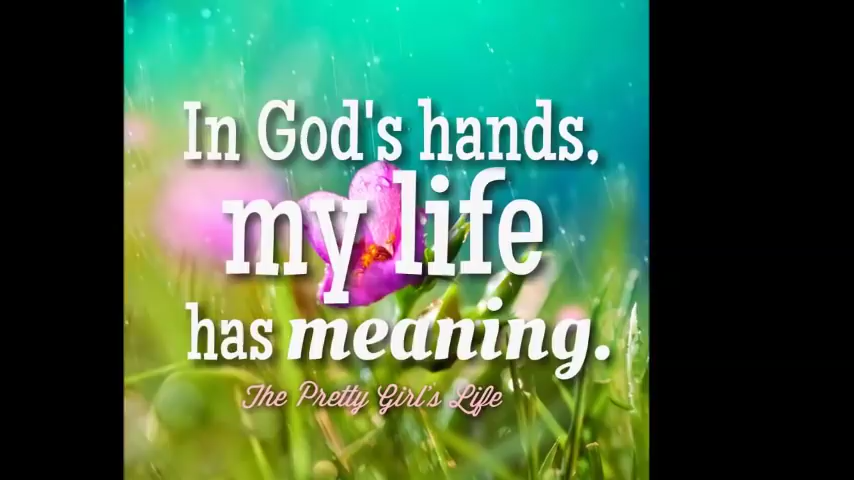 In God's hands,
my life
has meaning.
The Pretty Girl's Life